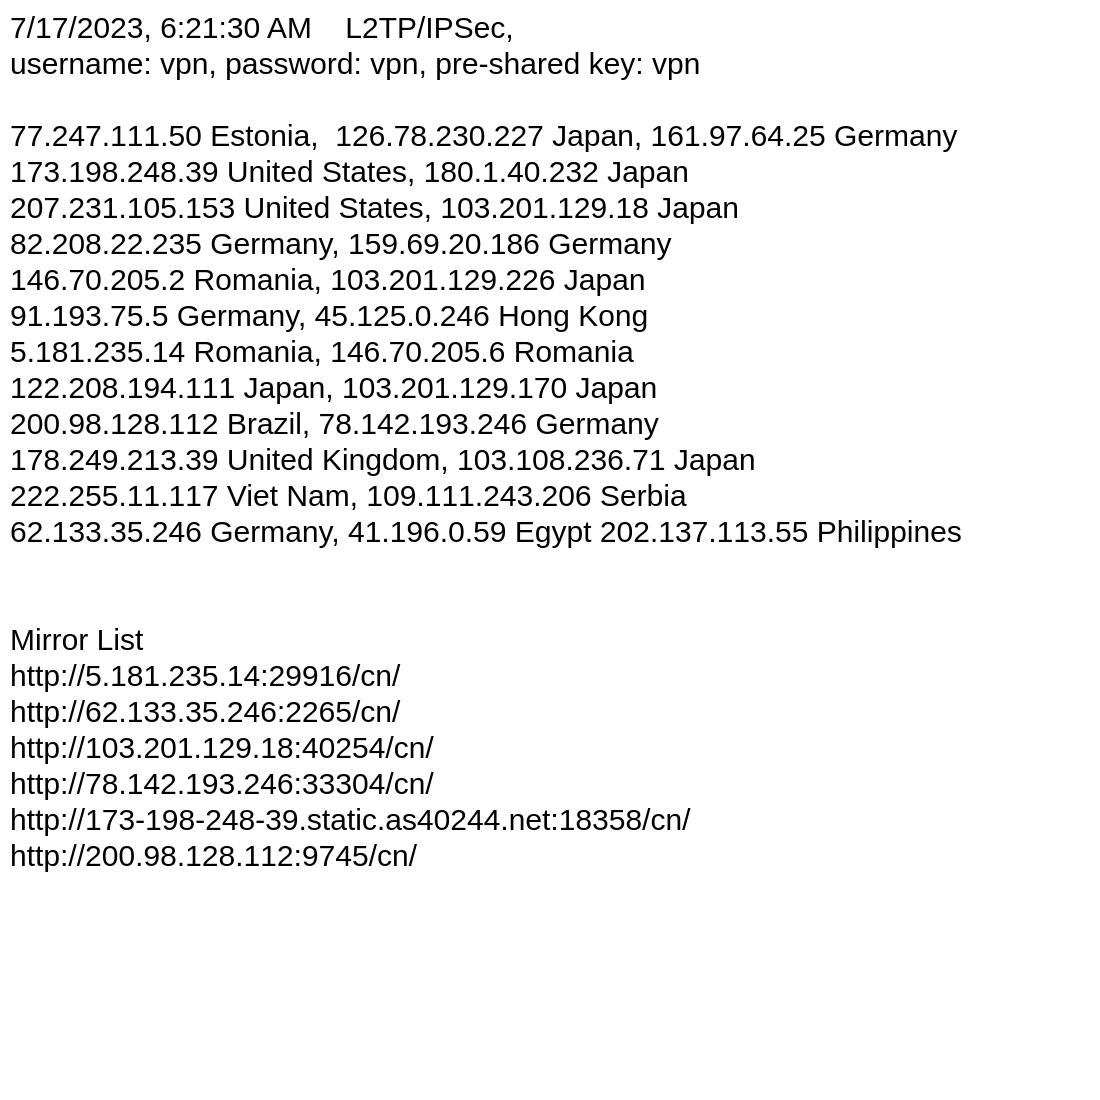 7/17/2023, 6:21:30 AM    L2TP/IPSec,
username: vpn, password: vpn, pre-shared key: vpn
77.247.111.50 Estonia,  126.78.230.227 Japan, 161.97.64.25 Germany
173.198.248.39 United States, 180.1.40.232 Japan
207.231.105.153 United States, 103.201.129.18 Japan
82.208.22.235 Germany, 159.69.20.186 Germany
146.70.205.2 Romania, 103.201.129.226 Japan
91.193.75.5 Germany, 45.125.0.246 Hong Kong
5.181.235.14 Romania, 146.70.205.6 Romania
122.208.194.111 Japan, 103.201.129.170 Japan
200.98.128.112 Brazil, 78.142.193.246 Germany
178.249.213.39 United Kingdom, 103.108.236.71 Japan
222.255.11.117 Viet Nam, 109.111.243.206 Serbia
62.133.35.246 Germany, 41.196.0.59 Egypt 202.137.113.55 Philippines
Mirror List
http://5.181.235.14:29916/cn/
http://62.133.35.246:2265/cn/
http://103.201.129.18:40254/cn/
http://78.142.193.246:33304/cn/
http://173-198-248-39.static.as40244.net:18358/cn/
http://200.98.128.112:9745/cn/